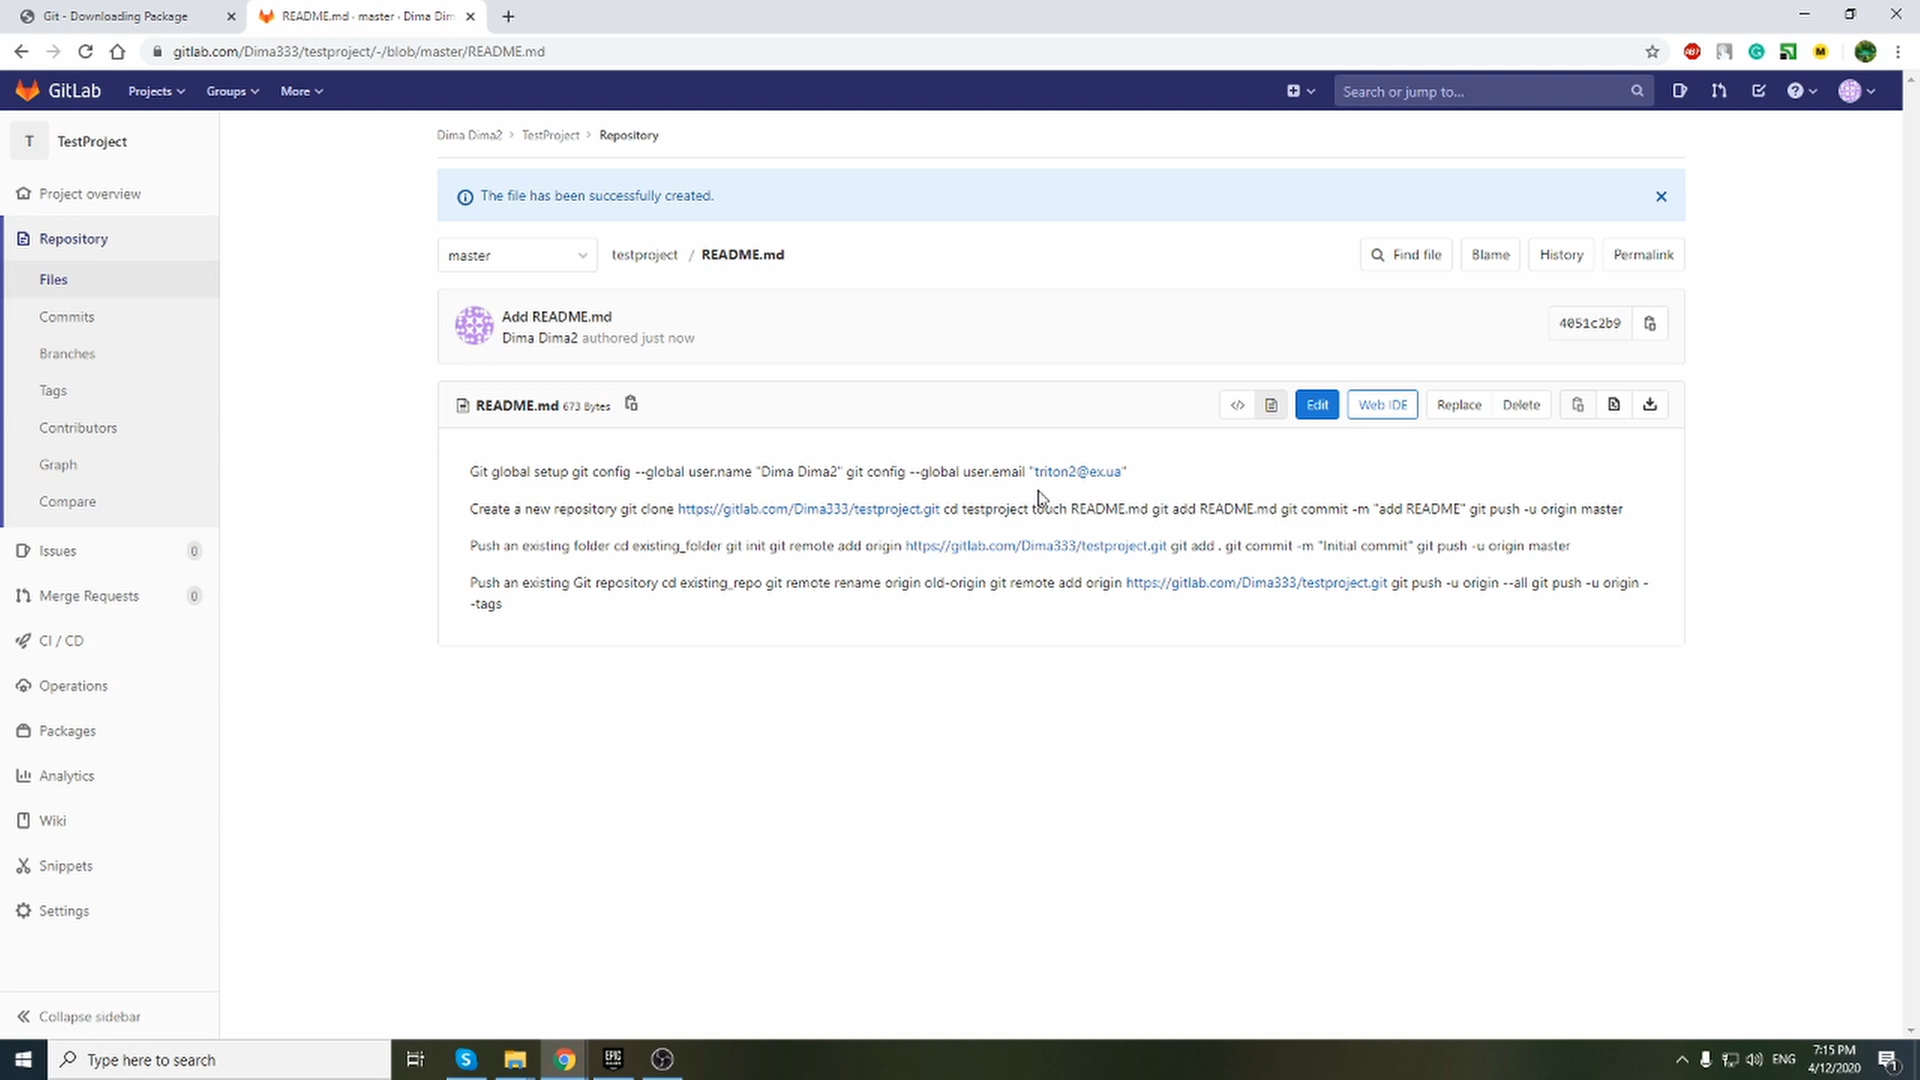 Git - Downloading Package
README.md · master · Dima Dim
gitlab.com/Dima333/testproject/-/blob/master/README.md
ABP
M
GitLab
Projects
Groups
More
Search or jump to...
T
TestProject
Project overview
Repository
Files
Commits
Branches
Tags
Contributors
Graph
Compare
Issues 0
Merge Requests 0
CI / CD
Operations
Packages
Analytics
Wiki
Snippets
Settings
Collapse sidebar
Dima Dima2 > TestProject > Repository
The file has been successfully created.
master
testproject / README.md
Find file
Blame
History
Permalink
Add README.md
Dima Dima2 authored just now
4051c2b9
README.md 673 Bytes
</>
Edit
Web IDE
Replace
Delete
Git global setup git config --global user.name "Dima Dima2" git config --global user.email "triton2@ex.ua"
Create a new repository git clone https://gitlab.com/Dima333/testproject.git cd testproject touch README.md git add README.md git commit -m "add README" git push -u origin master
Push an existing folder cd existing_folder git init git remote add origin https://gitlab.com/Dima333/testproject.git git add . git commit -m "Initial commit" git push -u origin master
Push an existing Git repository cd existing_repo git remote rename origin old-origin git remote add origin https://gitlab.com/Dima333/testproject.git git push -u origin --all git push -u origin -
-tags
Type here to search
S
EPIC
ENG
7:15 PM
4/12/2020
1